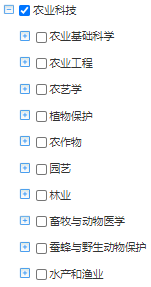 农业科技
农业基础科学
农业工程
农艺学
植物保护
农作物
园艺
林业
畜牧与动物医学
蚕蜂与野生动物保护
水产和渔业